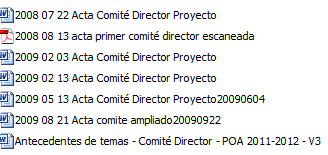 2008 07 22 Acta Comité Director Proyecto
2008 08 13 acta primer comité director escaneada
2009 02 03 Acta Comité Director Proyecto
2009 02 13 Acta Comité Director Proyecto
2009 05 13 Acta Comité Director Proyecto20090604
2009 08 21 Acta comite ampliado20090922
Antecedentes de temas - Comité Director - POA 2011-2012 - V3